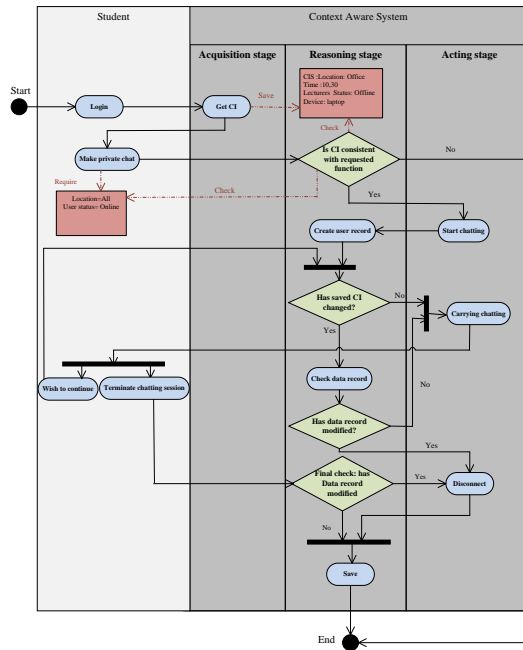 Student
Context Aware System
Acquisition stage
Reasoning stage
Acting stage
Start
Login
Get CI
Save
CIS :Location: Office
Time :10,30
Lecturers Status: Offline
Device: laptop
Check
Make private chat
Is CI consistent
with requested
function
No
Require
Yes
Location=All
User status= Online
Check
Create user record
Start chatting
Has saved CI
changed?
No
Carrying chatting
Yes
Check data record
No
Wish to continue
Terminate chatting session
Has data record
modified?
Yes
Final check: has
Data record
modified
Yes
Disconnect
No
Save
End